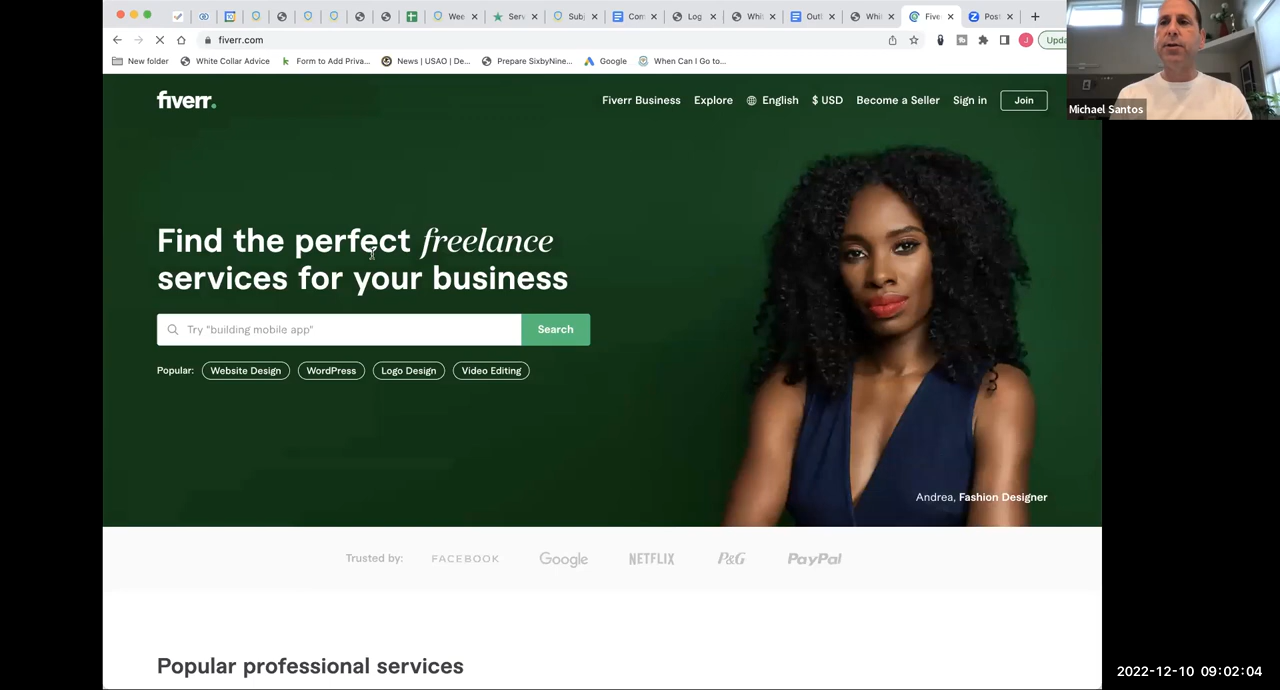 Wee
Serv
Subj
Con
Log
Whit
Outl
Whi
Five
Post
fiverr.com
Upda
New folder
White Collar Advice
Form to Add Priva...
News | USAO | De...
Prepare SixbyNine...
Google
When Can I Go to...
Michael Santos
fiverr.
Fiverr Business
Explore
English
$ USD
Become a Seller
Sign in
Join
Find the perfect freelance
services for your business
Try "building mobile app"
Search
Popular:
Website Design
WordPress
Logo Design
Video Editing
Andrea, Fashion Designer
Trusted by:
FACEBOOK
Google
NETFLIX
P&G
PayPal
Popular professional services
2022-12-10 09:02:04